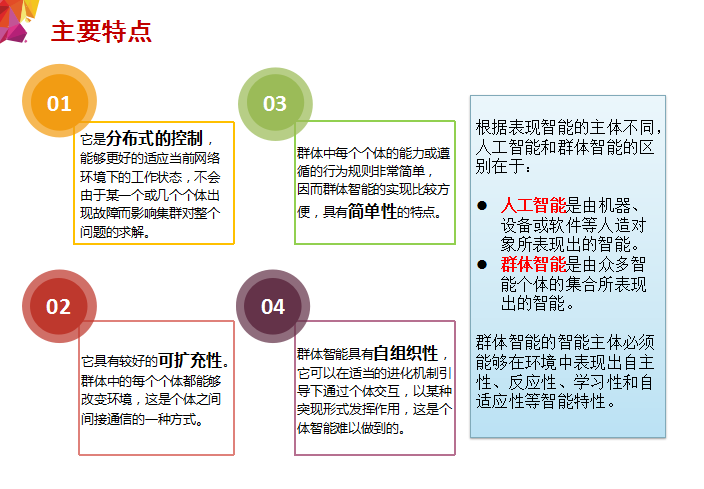 主要特点
01
它是分布式的控制，
能够更好的适应当前网络
环境下的工作状态，不会
由于某一个或几个个体出
现故障而影响集群对整个
问题的求解。
02
它具有较好的可扩充性。
群体中的每个个体都能够
改变环境，这是个体之间
间接通信的一种方式。
03
群体中每个个体的能力或遵
循的行为规则非常简单，
因而群体智能的实现比较方
便，具有简单性的特点。
04
群体智能具有自组织性，
它可以在适当的进化机制引
导下通过个体交互，以某种
突现形式发挥作用，这是个
体智能难以做到的。
根据表现智能的主体不同，
人工智能和群体智能的区
别在于：
● 人工智能是由机器、
设备或软件等人造对
象所表现出的智能。
● 群体智能是由众多智
能个体的集合所表现
出的智能。
群体智能的智能主体必须
能够在环境中表现出自主
性、反应性、学习性和自
适应性等智能特性。